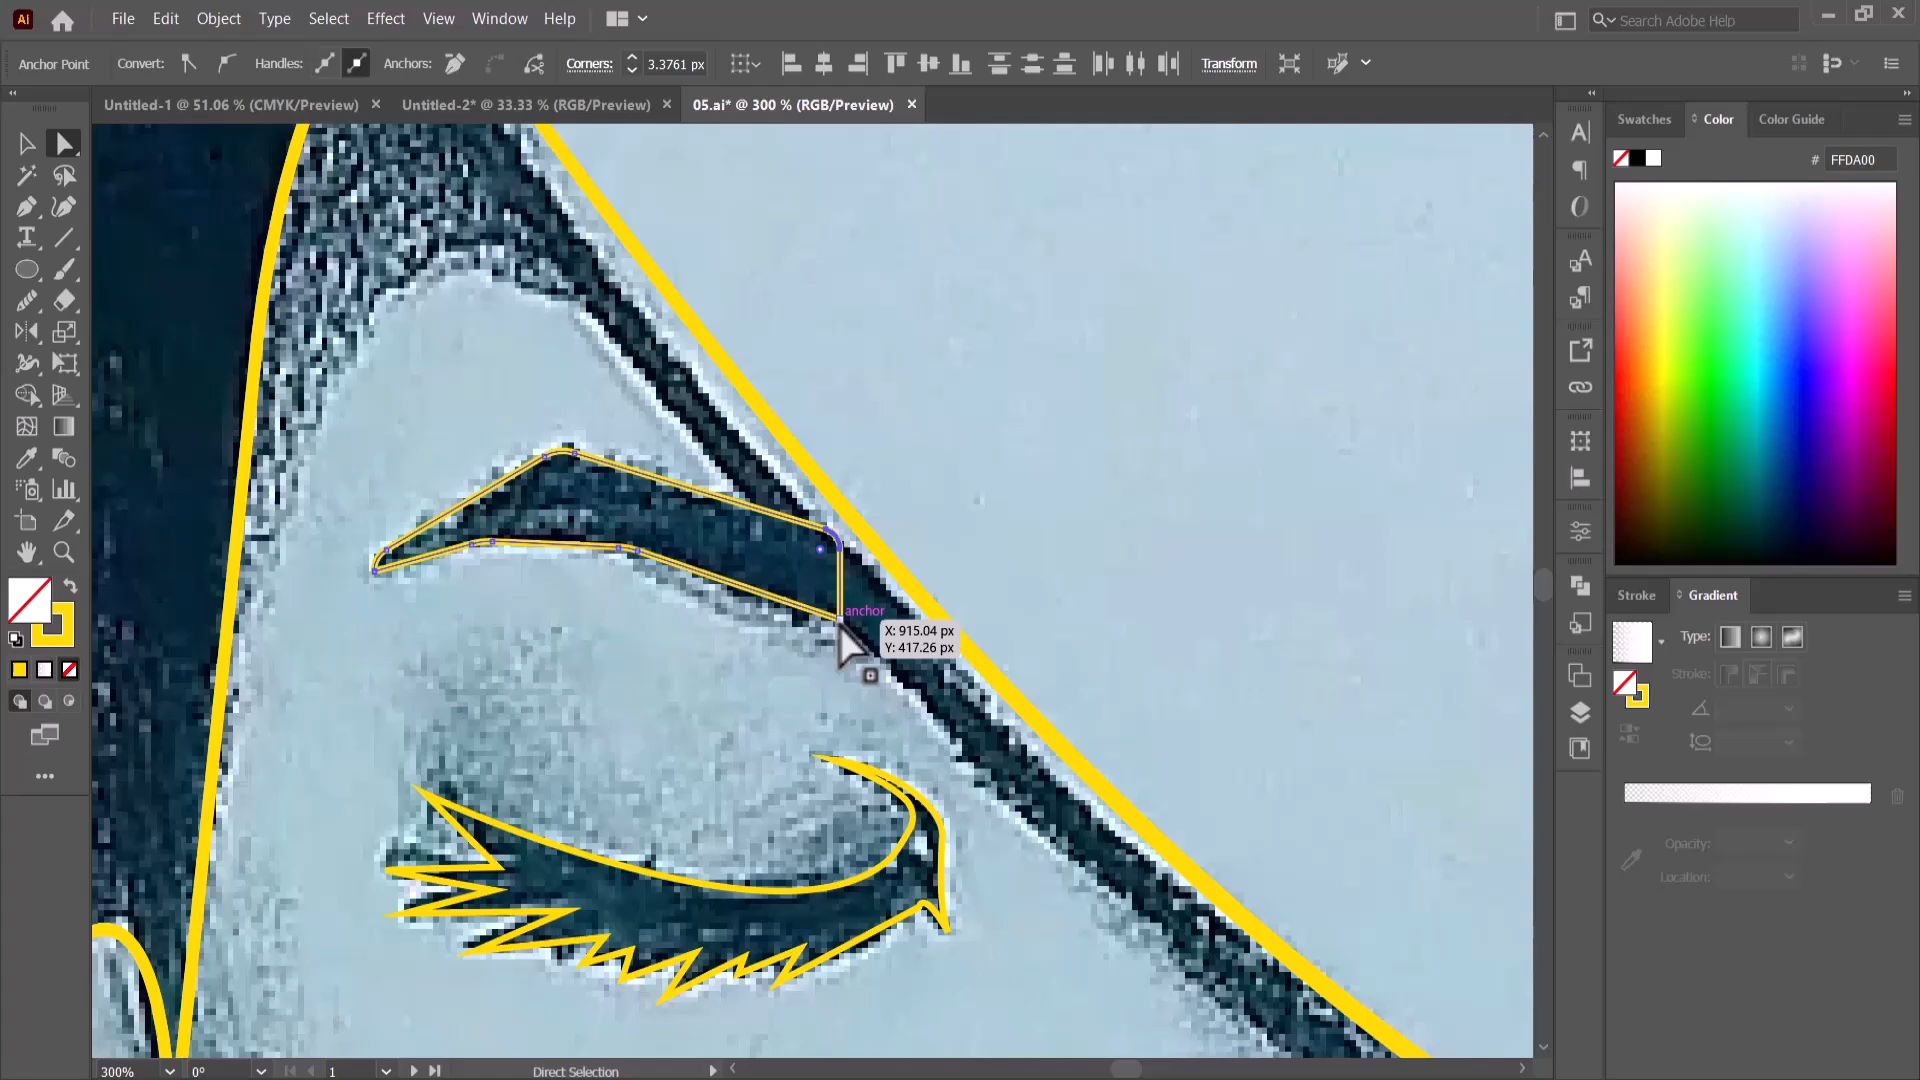 Ai File Edit Object Type Select Effect View Window Help Search Adobe Help
Anchor Point Convert: Handles: Anchors: Corners: 3.3761 px Transform
Untitled-1 @ 51.06 % (CMYK/Preview) × Untitled-2* @ 33.33 % (RGB/Preview) × 05.ai* @ 300 % (RGB/Preview) ×
Swatches Color Color Guide
# FFDA00
Stroke Gradient
Type:
Stroke:
Opacity:
Location:
anchor
X: 915.04 px
Y: 417.26 px
300% 0° 1 Direct Selection